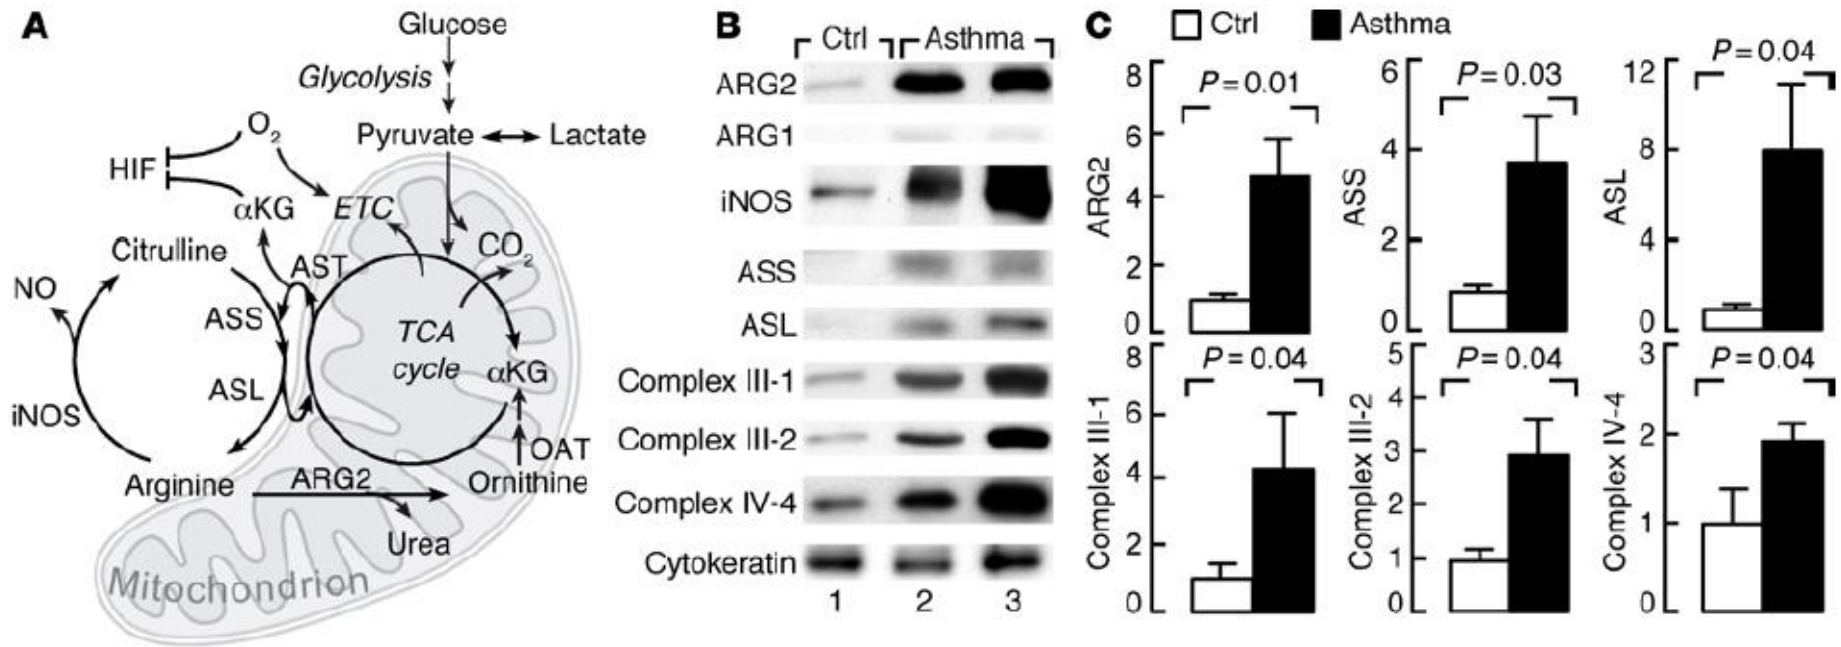 A
Glucose
Glycolysis
O2
Pyruvate
Lactate
HIF
αKG
ETC
Citrulline
AST
CO2
NO
ASS
TCA
cycle
αKG
ASL
iNOS
OAT
Arginine
ARG2
Ornithine
Urea
Mitochondrion
B
Ctrl
Asthma
ARG2
ARG1
iNOS
ASS
ASL
Complex III-1
Complex III-2
Complex IV-4
Cytokeratin
1 2 3
C
Ctrl
Asthma
ARG2
8
6
4
2
0
P = 0.01
ASS
6
4
2
0
P = 0.03
ASL
12
8
4
0
P = 0.04
Complex III-1
8
6
4
2
0
P = 0.04
Complex III-2
5
4
3
2
1
0
P = 0.04
Complex IV-4
3
2
1
0
P = 0.04